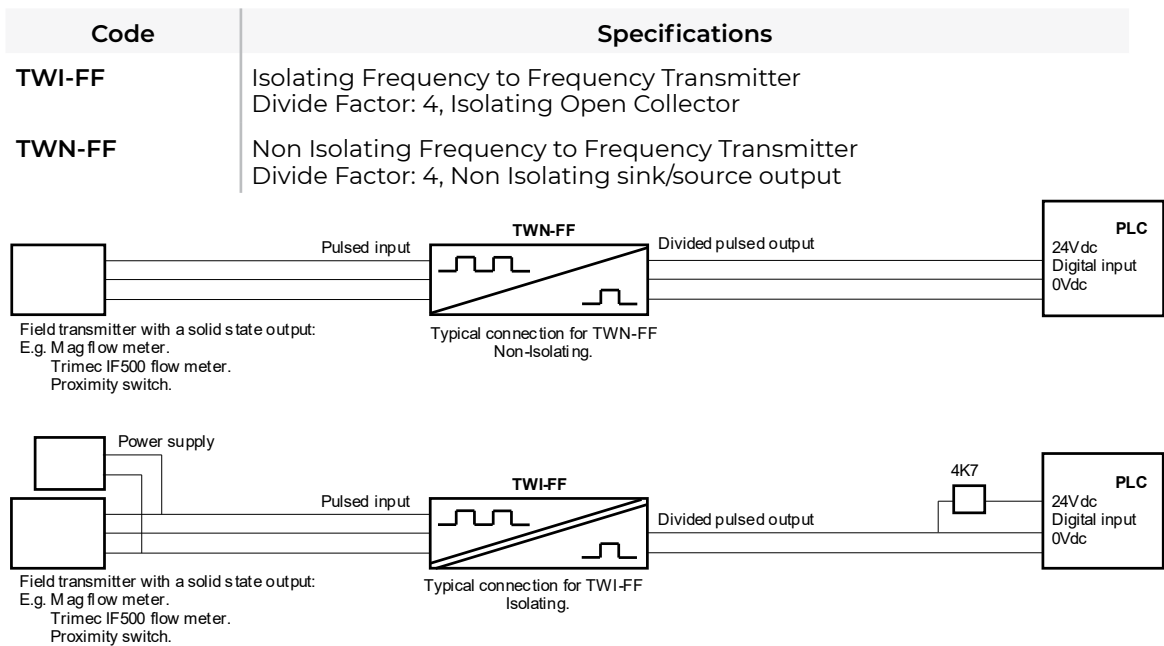 Code Specifications
TWI-FF Isolating Frequency to Frequency Transmitter
Divide Factor: 4, Isolating Open Collector
TWN-FF Non Isolating Frequency to Frequency Transmitter
Divide Factor: 4, Non Isolating sink/source output
TWN-FF
Pulsed input
Divided pulsed output
PLC
24Vdc
Digital input
0Vdc
Field transmitter with a solid state output:
E.g. Mag flow meter.
Trimec IF500 flow meter.
Proximity switch.
Typical connection for TWN-FF
Non-Isolating.
Power supply
TWI-FF
Pulsed input
Divided pulsed output
4K7
PLC
24Vdc
Digital input
0Vdc
Field transmitter with a solid state output:
E.g. Mag flow meter.
Trimec IF500 flow meter.
Proximity switch.
Typical connection for TWI-FF
Isolating.